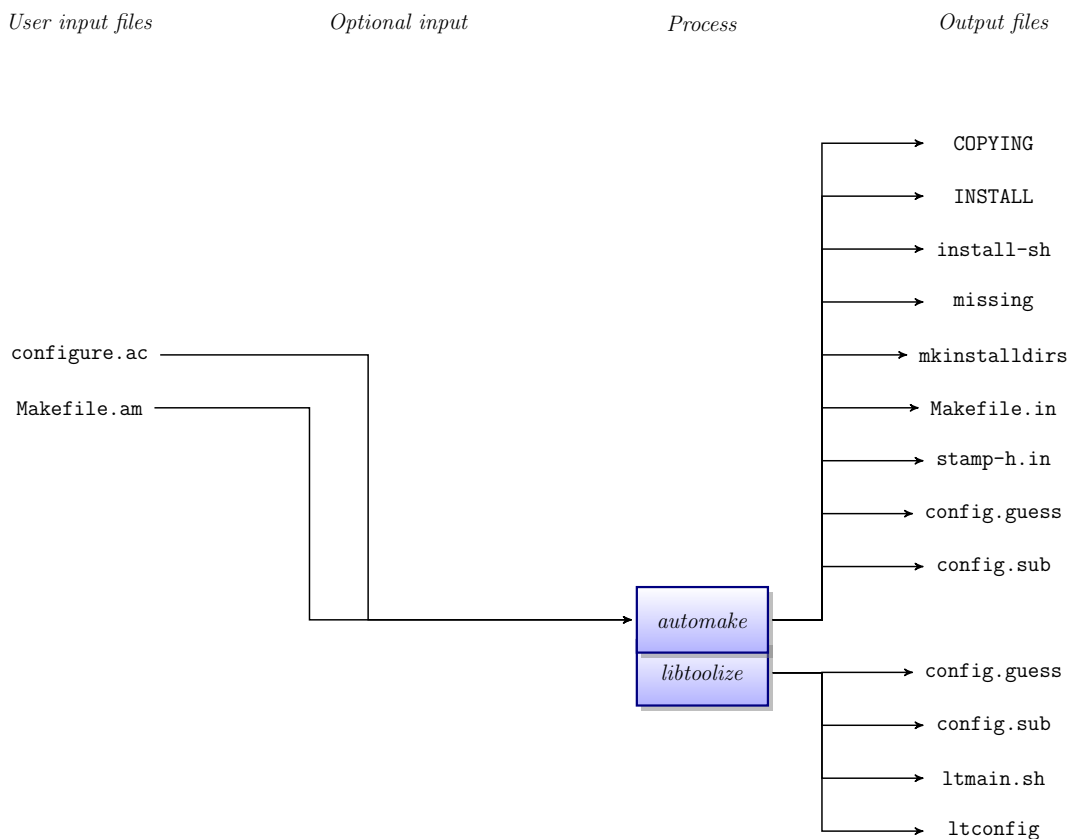 User input files Optional input Process Output files
COPYING
INSTALL
install-sh
missing
configure.ac mkinstalldirs
Makefile.am Makefile.in
stamp-h.in
config.guess
config.sub
automake
libtoolize config.guess
config.sub
ltmain.sh
ltconfig